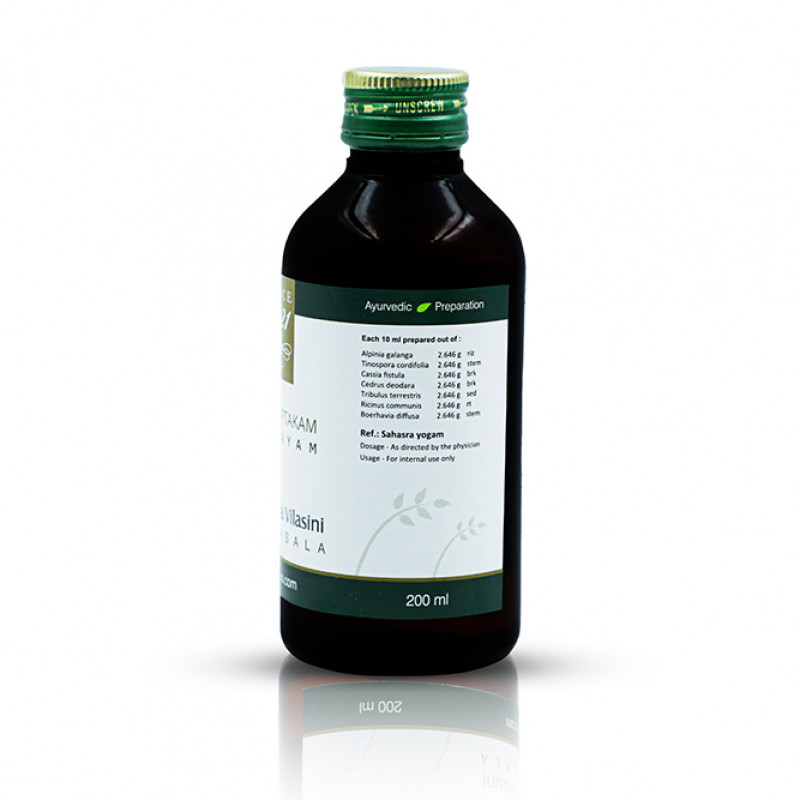 UNSCREW
Ayurvedic Preparation
Each 10 ml prepared out of :
Alpinia galanga 2.646 g riz
Tinospora cordifolia 2.646 g stem
Cassia fistula 2.646 g brk
Cedrus deodara 2.646 g brk
Tribulus terrestris 2.646 g sed
Ricinus communis 2.646 g rt
Boerhavia diffusa 2.646 g stem
Ref.: Sahasra yogam
Dosage - As directed by the physician
Usage - For internal use only
PTAKAM
AYAM
a Vilasini
SALA
.com
200 ml